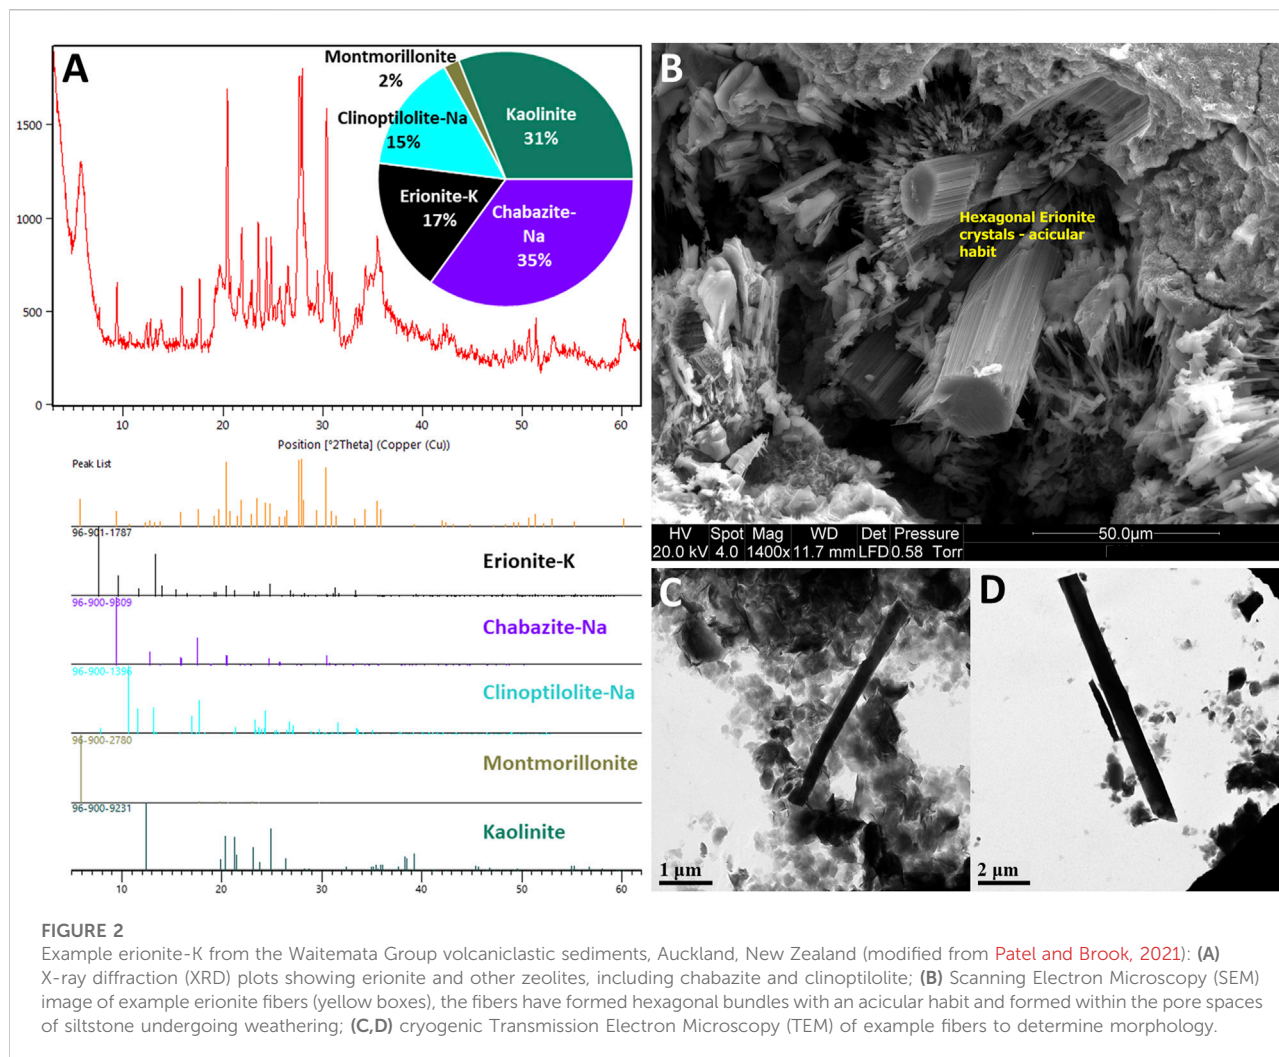 A
Montmorillonite
2%
Clinoptilolite-Na
15%
Kaolinite
31%
Erionite-K
17%
Chabazite-
Na
35%
1500
1000
500
0
10 20 30 40 50 60
Position [°2Theta] (Copper (Cu))
Peak List
96-901-1787
Erionite-K
96-900-9809
Chabazite-Na
96-900-1396
Clinoptilolite-Na
96-900-2780
Montmorillonite
96-900-9231
Kaolinite
10 20 30 40 50 60
B
Hexagonal Erionite
crystals - acicular
habit
HV Spot Mag WD Det Pressure
20.0 kV 4.0 1400x 11.7 mm LFD 0.58 Torr
50.0µm
C
1 µm
D
2 µm
FIGURE 2
Example erionite-K from the Waitemata Group volcaniclastic sediments, Auckland, New Zealand (modified from Patel and Brook, 2021): (A)
X-ray diffraction (XRD) plots showing erionite and other zeolites, including chabazite and clinoptilolite; (B) Scanning Electron Microscopy (SEM)
image of example erionite fibers (yellow boxes), the fibers have formed hexagonal bundles with an acicular habit and formed within the pore spaces
of siltstone undergoing weathering; (C,D) cryogenic Transmission Electron Microscopy (TEM) of example fibers to determine morphology.